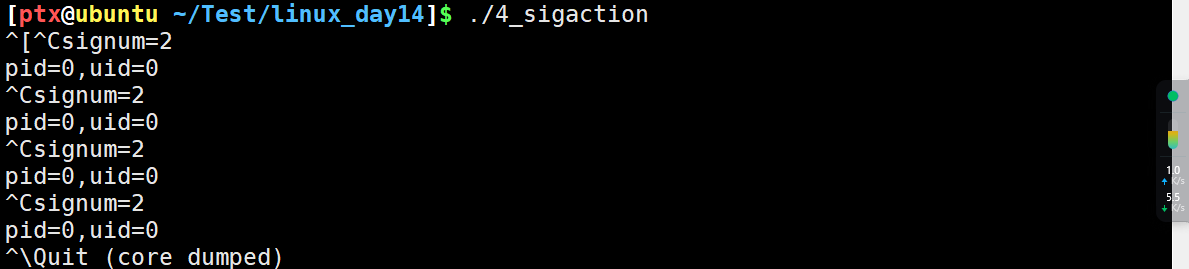 [ptx@ubuntu ~/Test/linux_day14]$ ./4_sigaction
^[^Csignum=2
pid=0,uid=0
^Csignum=2
pid=0,uid=0
^Csignum=2
pid=0,uid=0
^Csignum=2
pid=0,uid=0
^\Quit (core dumped)
1.0
↑ K/s
5.5
↓ K/s